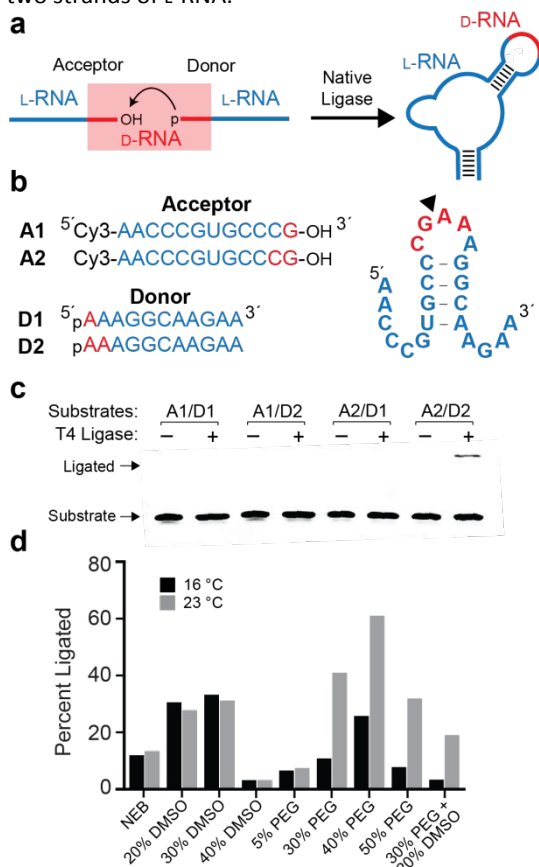 two strands of L-RNA.
a
Acceptor Donor
L-RNA L-RNA
OH p
D-RNA
Native
Ligase
D-RNA
L-RNA
b
Acceptor
A1 5´Cy3-AACCCGUGCCCG-OH 3´
A2 Cy3-AACCCGUGCCCG-OH
Donor
D1 5´pAAAGGCAAGAA 3´
D2 pAAAGGCAAGAA
G A
C A
C – A
C – G
C – G
G – C
U – A
5´
A
A
C
C
C
G
A
G
A
A
3´
c
Substrates: A1/D1 A1/D2 A2/D1 A2/D2
T4 Ligase: – + – + – + – +
Ligated
Substrate
d
80
60
40
20
0
Percent Ligated
16 °C
23 °C
NEB
20% DMSO
30% DMSO
40% DMSO
5% PEG
30% PEG
40% PEG
50% PEG
30% PEG +
20% DMSO